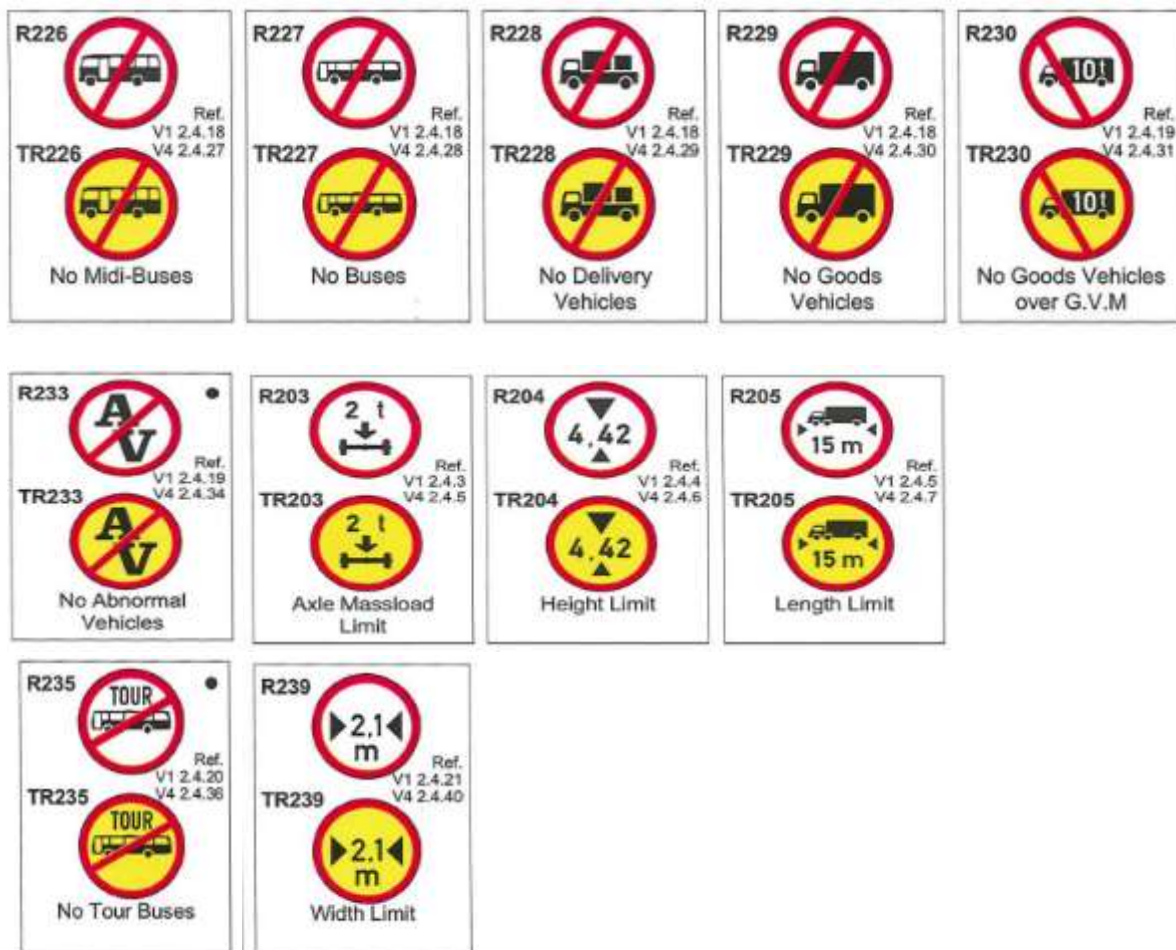 R226
Ref.
V1 2.4.18
V4 2.4.27
TR226
No Midi-Buses
R227
Ref.
V1 2.4.18
V4 2.4.28
TR227
No Buses
R228
Ref.
V1 2.4.18
V4 2.4.29
TR228
No Delivery
Vehicles
R229
Ref.
V1 2.4.18
V4 2.4.30
TR229
No Goods
Vehicles
R230
10t
Ref.
V1 2.4.19
V4 2.4.31
TR230
10t
No Goods Vehicles
over G.V.M
R233
A
V
Ref.
V1 2.4.19
V4 2.4.34
TR233
A
V
No Abnormal
Vehicles
R203
2 t
Ref.
V1 2.4.3
V4 2.4.5
TR203
2 t
Axle Massload
Limit
R204
4.42
Ref.
V1 2.4.4
V4 2.4.6
TR204
4.42
Height Limit
R205
15 m
Ref.
V1 2.4.5
V4 2.4.7
TR205
15 m
Length Limit
R235
TOUR
Ref.
V1 2.4.20
V4 2.4.36
TR235
TOUR
No Tour Buses
R239
2.1
m
Ref.
V1 2.4.21
V4 2.4.40
TR239
2.1
m
Width Limit